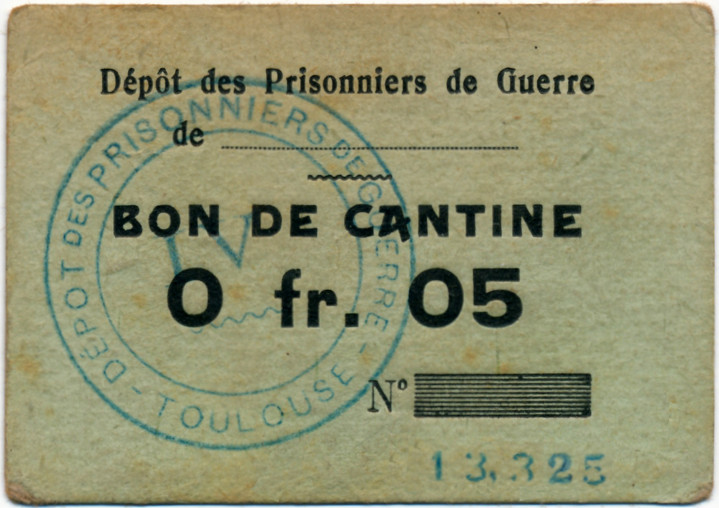 Dépôt des Prisonniers de Guerre
de
BON DE CANTINE
0 fr. 05
N°
13.325
DÉPOT DES PRISONNIERS DE GUERRE - TOULOUSE -
IV